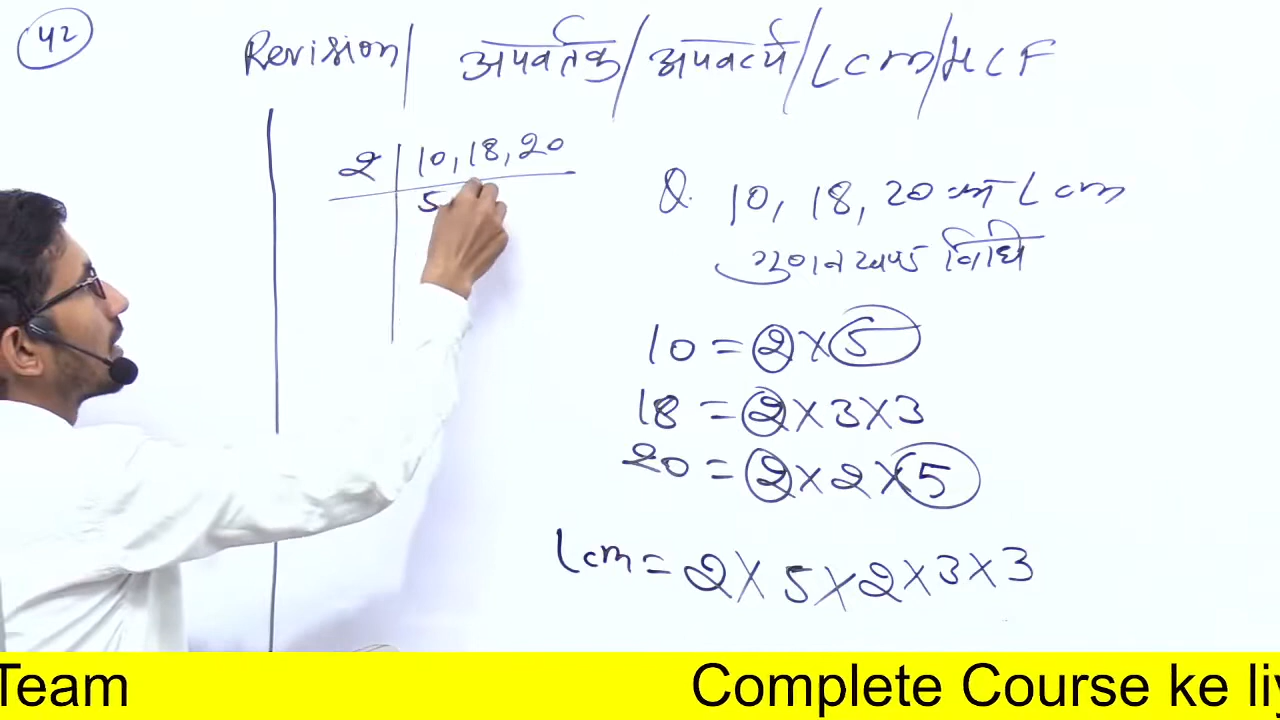 42
Revision / अपवर्तक / अपवर्त्य / Lcm / HCF
2 | 10, 18, 20
5
Q. 10, 18, 20 का Lcm
गुणनखण्ड विधि
10 = 2 × 5
18 = 2 × 3 × 3
20 = 2 × 2 × 5
Lcm = 2 × 5 × 2 × 3 × 3
Team Complete Course ke liy